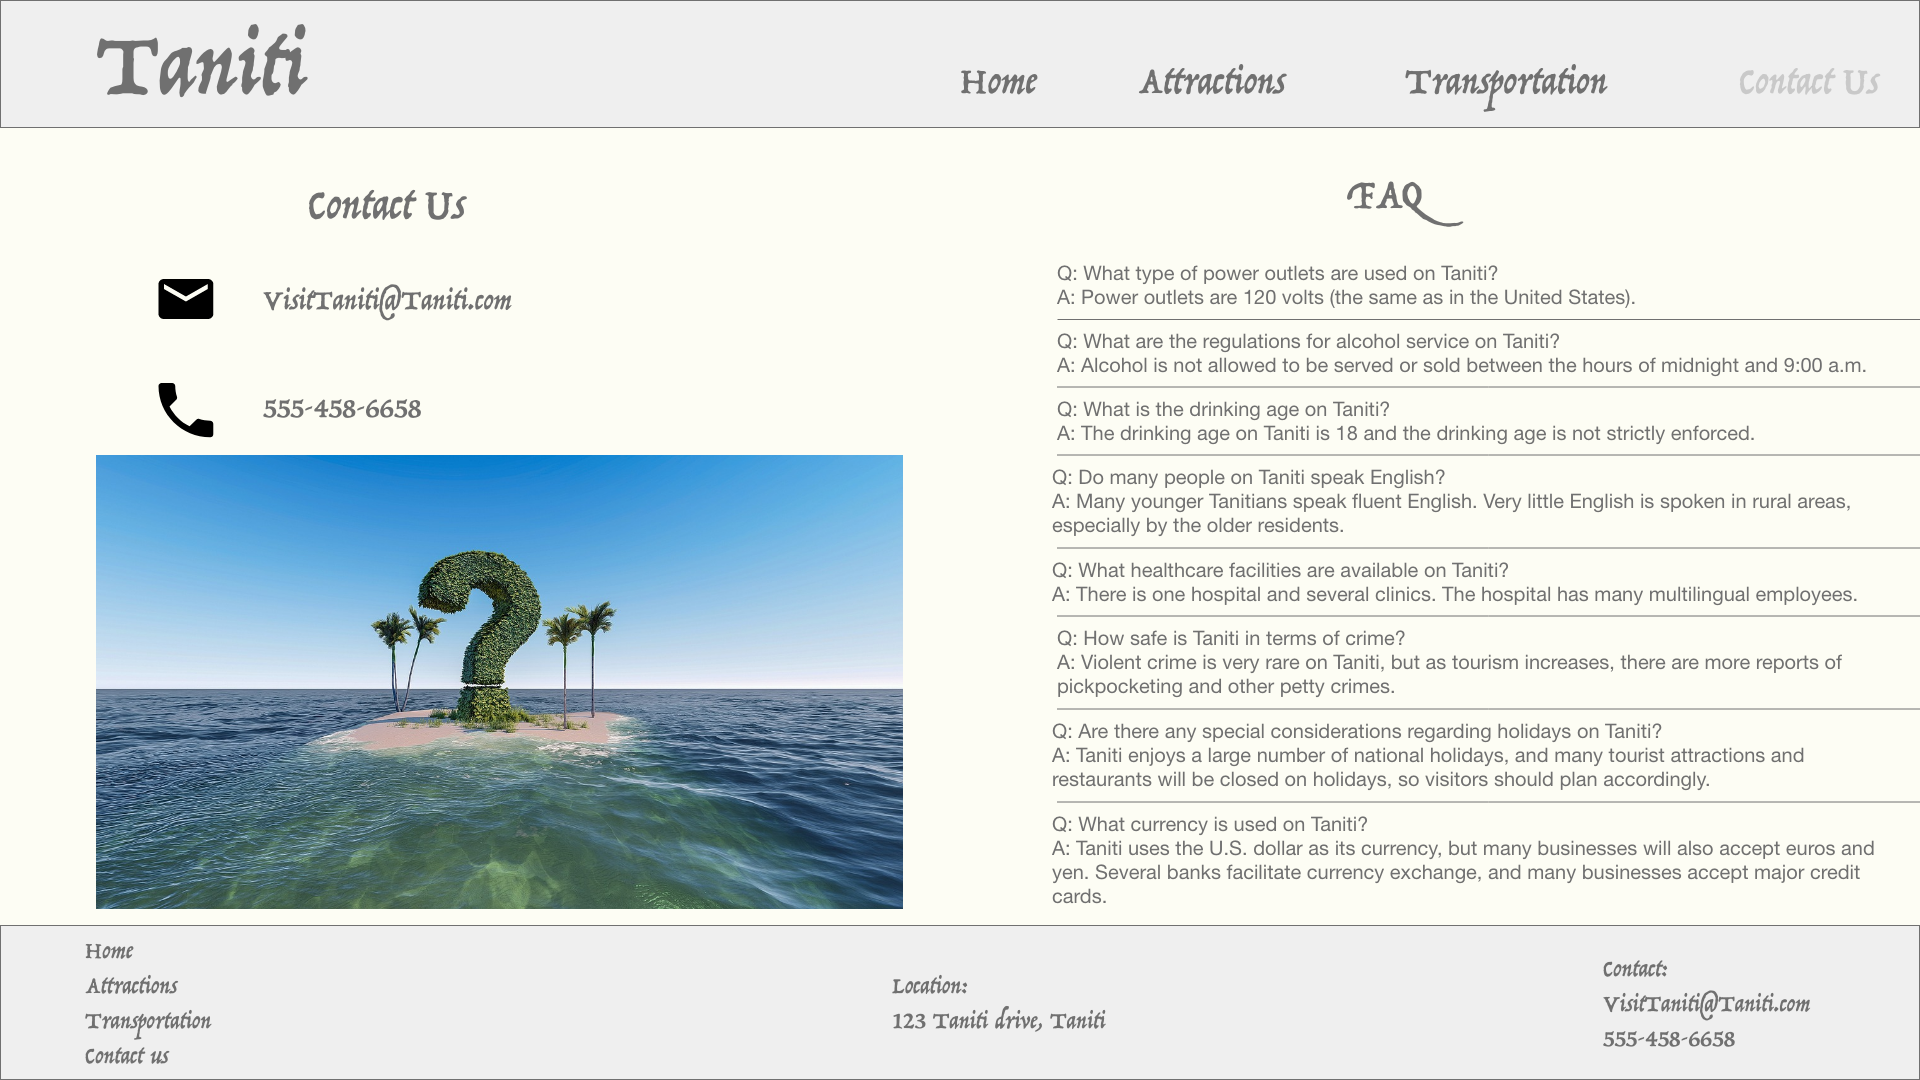 Taniti
Home
Attractions
Transportation
Contact Us
Contact Us
VisitTaniti@Taniti.com
555-458-6658
FAQ
Q: What type of power outlets are used on Taniti?
A: Power outlets are 120 volts (the same as in the United States).
Q: What are the regulations for alcohol service on Taniti?
A: Alcohol is not allowed to be served or sold between the hours of midnight and 9:00 a.m.
Q: What is the drinking age on Taniti?
A: The drinking age on Taniti is 18 and the drinking age is not strictly enforced.
Q: Do many people on Taniti speak English?
A: Many younger Tanitians speak fluent English. Very little English is spoken in rural areas,
especially by the older residents.
Q: What healthcare facilities are available on Taniti?
A: There is one hospital and several clinics. The hospital has many multilingual employees.
Q: How safe is Taniti in terms of crime?
A: Violent crime is very rare on Taniti, but as tourism increases, there are more reports of
pickpocketing and other petty crimes.
Q: Are there any special considerations regarding holidays on Taniti?
A: Taniti enjoys a large number of national holidays, and many tourist attractions and
restaurants will be closed on holidays, so visitors should plan accordingly.
Q: What currency is used on Taniti?
A: Taniti uses the U.S. dollar as its currency, but many businesses will also accept euros and
yen. Several banks facilitate currency exchange, and many businesses accept major credit
cards.
Home
Attractions
Transportation
Contact us
Location:
123 Taniti drive, Taniti
Contact:
VisitTaniti@Taniti.com
555-458-6658